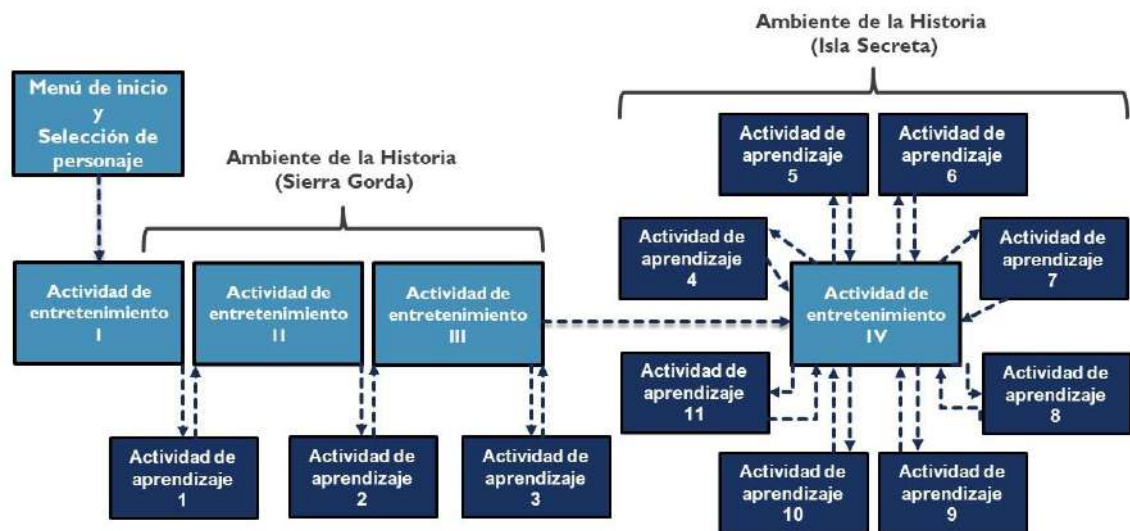 Menú de inicio
y
Selección de
personaje
Ambiente de la Historia
(Sierra Gorda)
Actividad de
entretenimiento
I
Actividad de
entretenimiento
II
Actividad de
entretenimiento
III
Actividad de
aprendizaje
1
Actividad de
aprendizaje
2
Actividad de
aprendizaje
3
Ambiente de la Historia
(Isla Secreta)
Actividad de
aprendizaje
5
Actividad de
aprendizaje
6
Actividad de
aprendizaje
4
Actividad de
aprendizaje
7
Actividad de
entretenimiento
IV
Actividad de
aprendizaje
11
Actividad de
aprendizaje
8
Actividad de
aprendizaje
10
Actividad de
aprendizaje
9